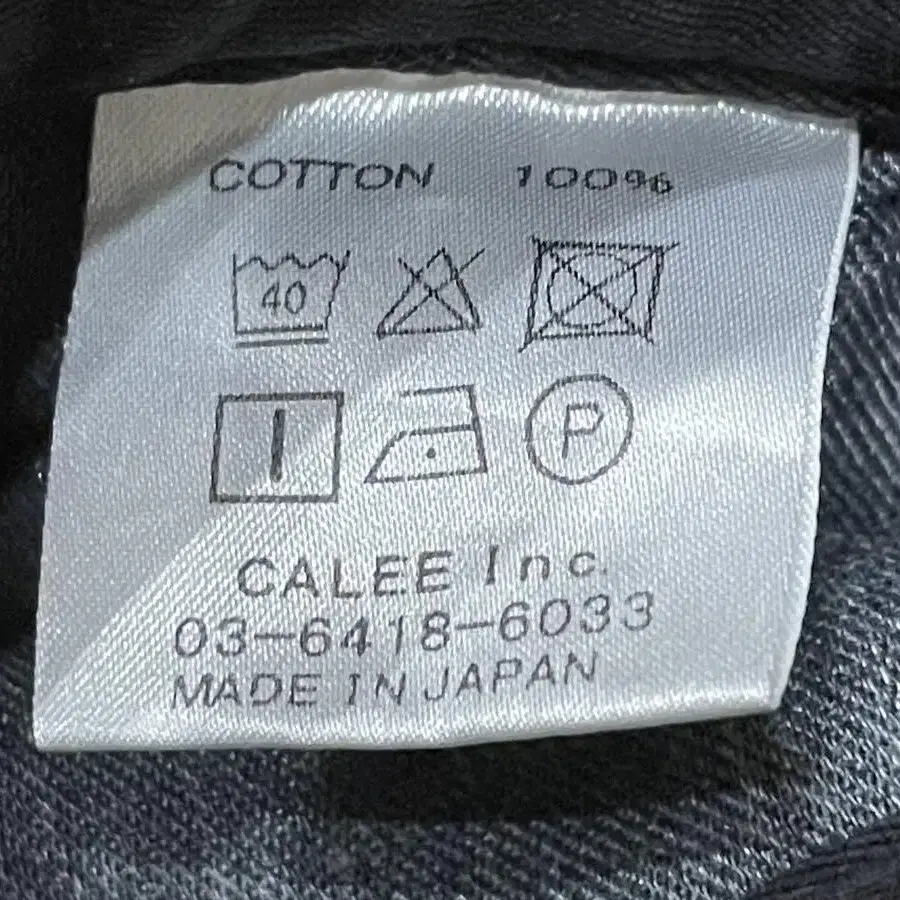 COTTON 100%
40
P
CALEE Inc.
03-6418-6033
MADE IN JAPAN